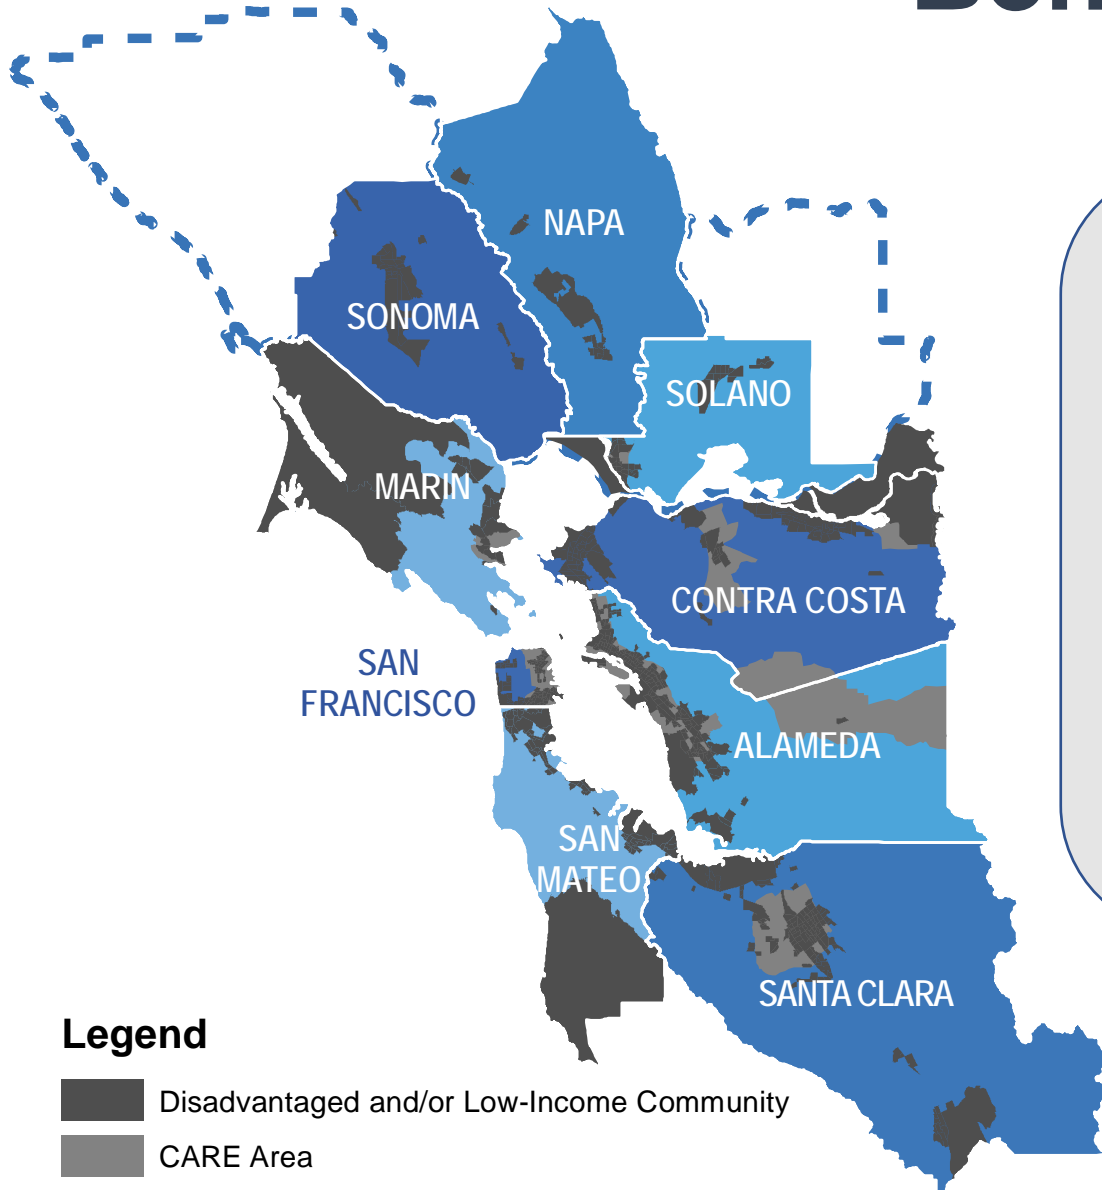 NAPA
SONOMA
SOLANO
MARIN
CONTRA COSTA
SAN
FRANCISCO
ALAMEDA
SAN
MATEO
SANTA CLARA
Legend
Disadvantaged and/or Low-Income Community
CARE Area